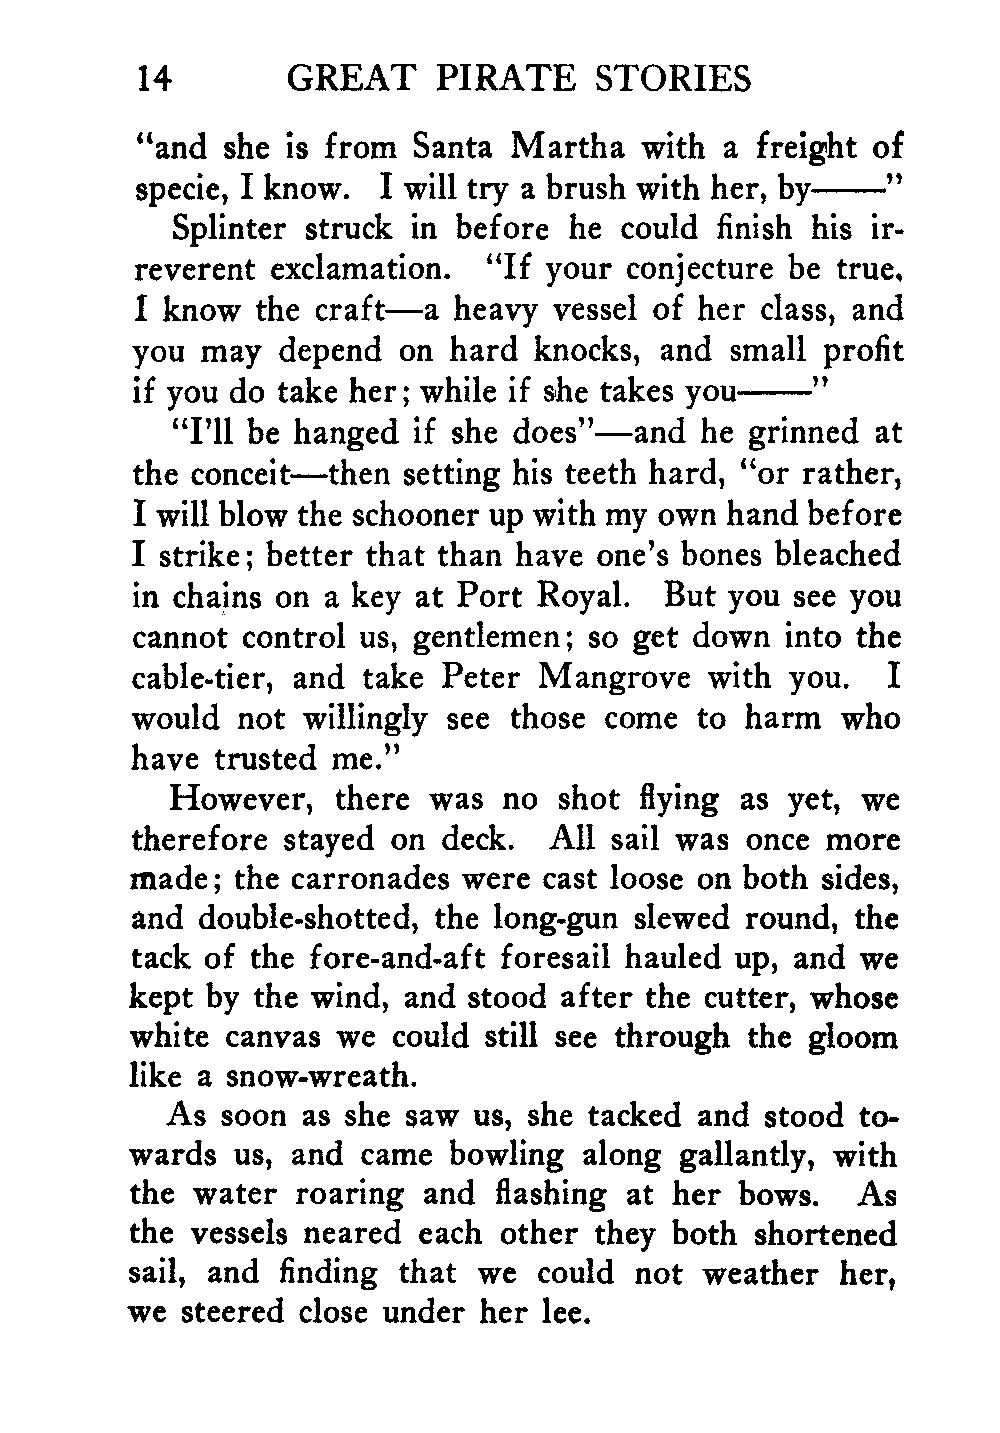 14 GREAT PIRATE STORIES
“and she is from Santa Martha with a freight of
specie, I know. I will try a brush with her, by——”
Splinter struck in before he could finish his ir-
reverent exclamation. “If your conjecture be true,
I know the craft—a heavy vessel of her class, and
you may depend on hard knocks, and small profit
if you do take her; while if she takes you——”
“I’ll be hanged if she does”—and he grinned at
the conceit—then setting his teeth hard, “or rather,
I will blow the schooner up with my own hand before
I strike; better that than have one’s bones bleached
in chains on a key at Port Royal. But you see you
cannot control us, gentlemen; so get down into the
cable-tier, and take Peter Mangrove with you. I
would not willingly see those come to harm who
have trusted me.”
However, there was no shot flying as yet, we
therefore stayed on deck. All sail was once more
made; the carronades were cast loose on both sides,
and double-shotted, the long-gun slewed round, the
tack of the fore-and-aft foresail hauled up, and we
kept by the wind, and stood after the cutter, whose
white canvas we could still see through the gloom
like a snow-wreath.
As soon as she saw us, she tacked and stood to-
wards us, and came bowling along gallantly, with
the water roaring and flashing at her bows. As
the vessels neared each other they both shortened
sail, and finding that we could not weather her,
we steered close under her lee.